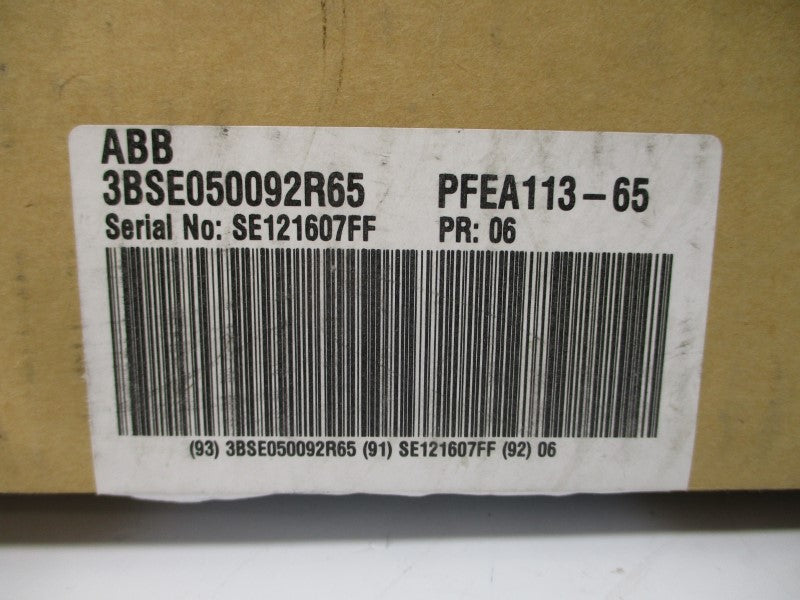 ABB
3BSE050092R65 PFEA113-65
Serial No: SE121607FF PR: 06
(93) 3BSE050092R65 (91) SE121607FF (92) 06